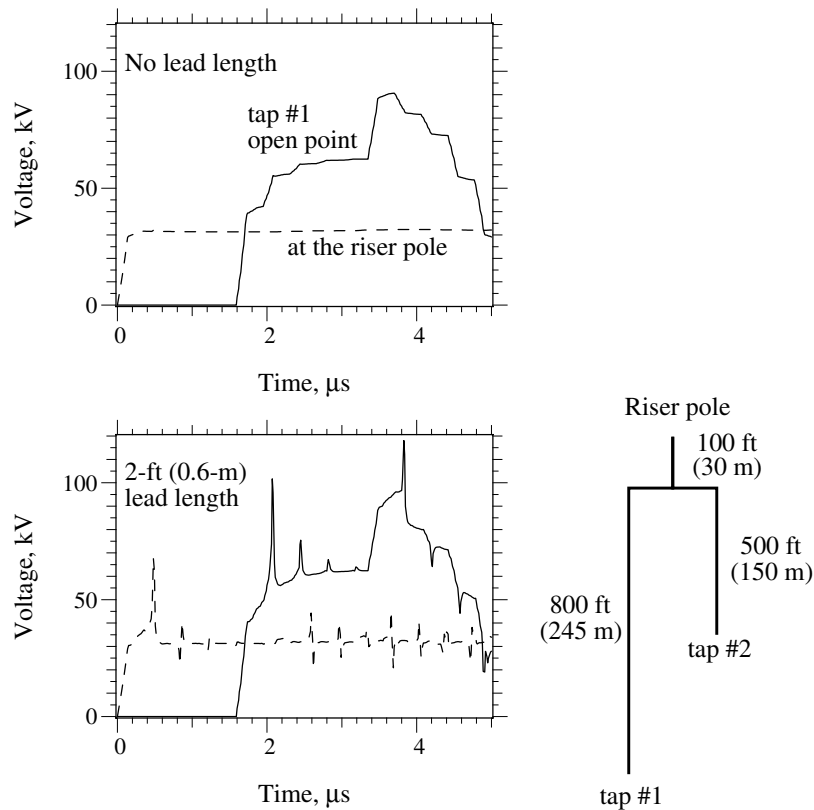 Voltage, kV
100
50
0
No lead length
tap #1
open point
at the riser pole
0
2
4
Time, μs
Voltage, kV
100
50
0
2-ft (0.6-m)
lead length
0
2
4
Time, μs
Riser pole
100 ft
(30 m)
500 ft
(150 m)
800 ft
(245 m)
tap #2
tap #1